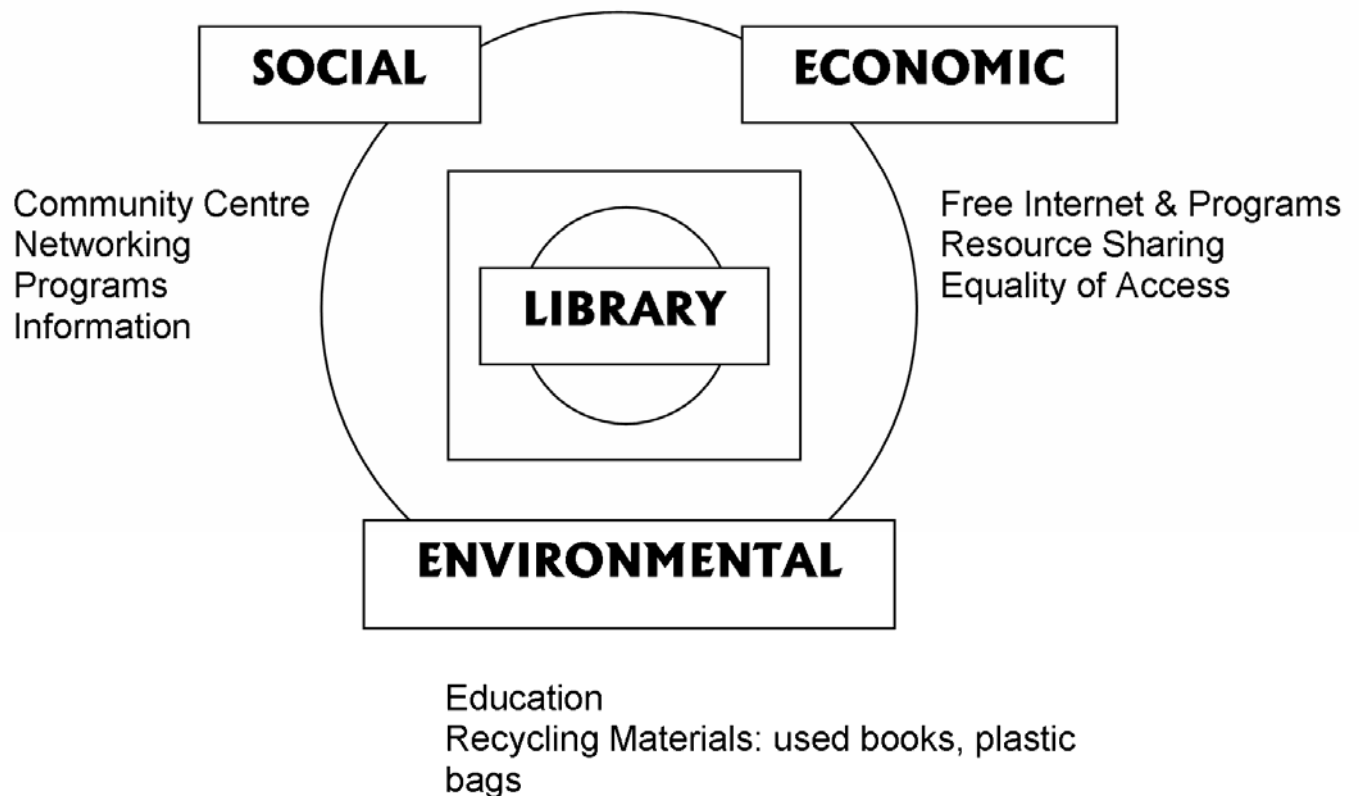 SOCIAL
ECONOMIC
Community Centre
Networking
Programs
Information
Free Internet & Programs
Resource Sharing
Equality of Access
LIBRARY
ENVIRONMENTAL
Education
Recycling Materials: used books, plastic
bags